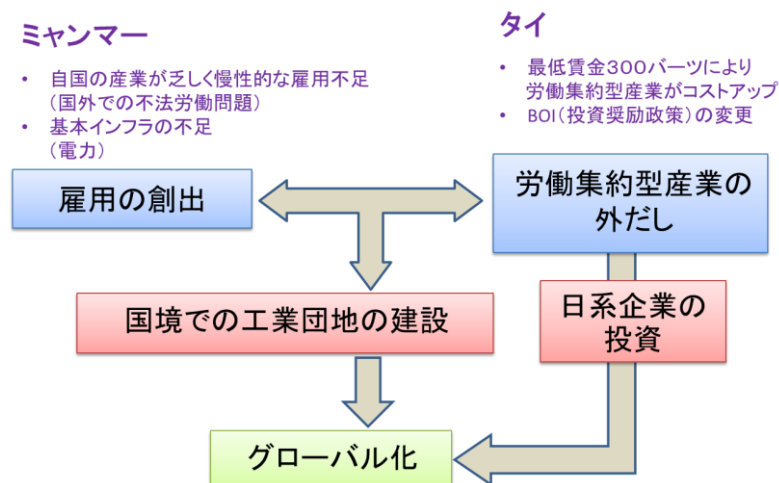 ミャンマー
• 自国の産業が乏しく慢性的な雇用不足
（国外での不法労働問題）
• 基本インフラの不足
（電力）
タイ
• 最低賃金300バーツにより
労働集約型産業がコストアップ
• BOI（投資奨励政策）の変更
雇用の創出
労働集約型産業の
外だし
国境での工業団地の建設
日系企業の
投資
グローバル化